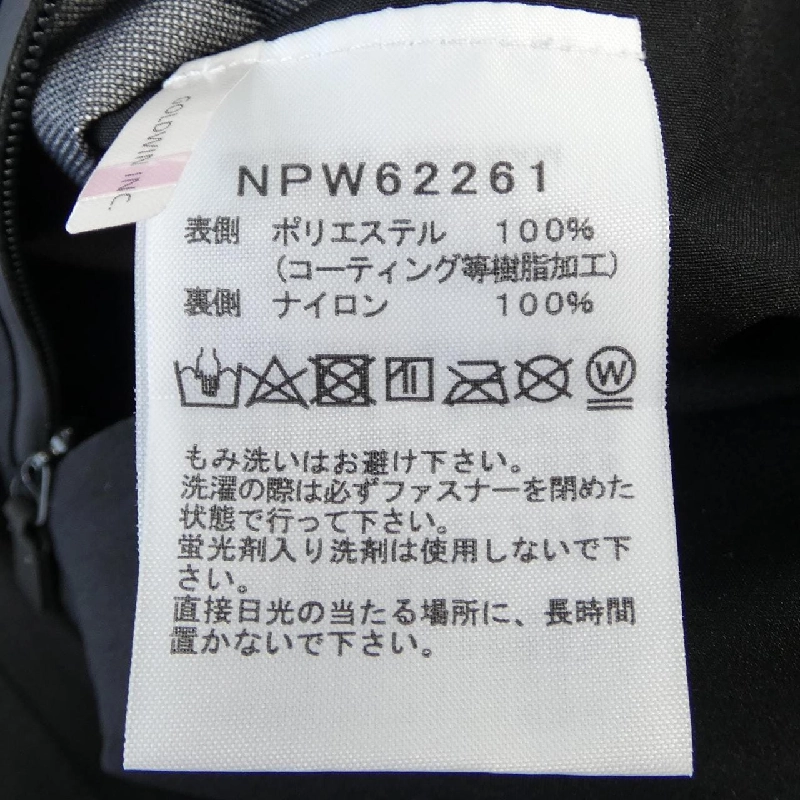 GOLDWIN INC.
NPW62261
表側 ポリエステル 100%
(コーティング等樹脂加工)
裏側 ナイロン 100%
W
もみ洗いはお避け下さい。
洗濯の際は必ずファスナーを閉めた
状態で行って下さい。
蛍光剤入り洗剤は使用しないで下
さい。
直接日光の当たる場所に、長時間
置かないで下さい。